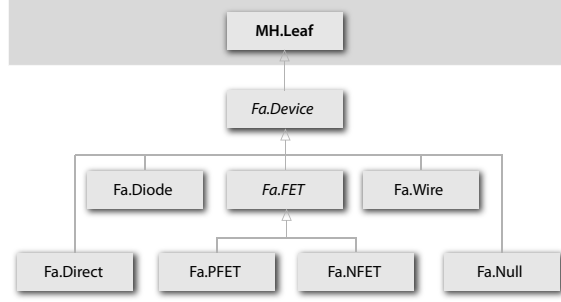 MH.Leaf
Fa.Device
Fa.Diode
Fa.FET
Fa.Wire
Fa.Direct
Fa.PFET
Fa.NFET
Fa.Null